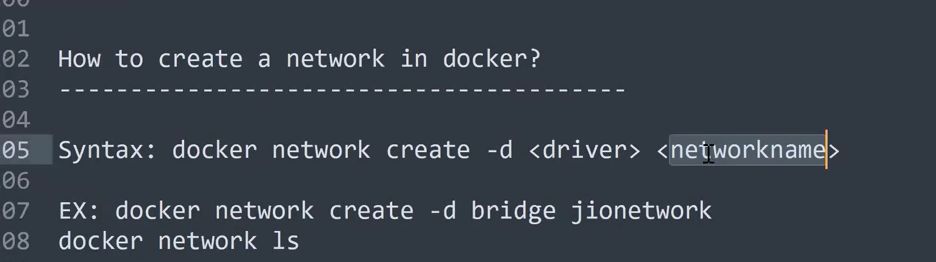 01
02 How to create a network in docker?
03 ----------------------------------------
04
05 Syntax: docker network create -d <driver> <networkname>
06
07 EX: docker network create -d bridge jionetwork
08 docker network ls